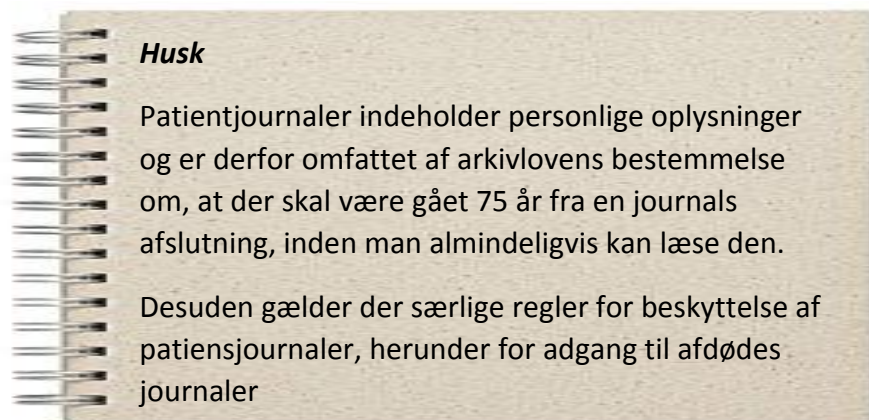 Husk
Patientjournaler indeholder personlige oplysninger
og er derfor omfattet af arkivlovens bestemmelse
om, at der skal være gået 75 år fra en journals
afslutning, inden man almindeligvis kan læse den.
Desuden gælder der særlige regler for beskyttelse af
patiensjournaler, herunder for adgang til afdødes
journaler